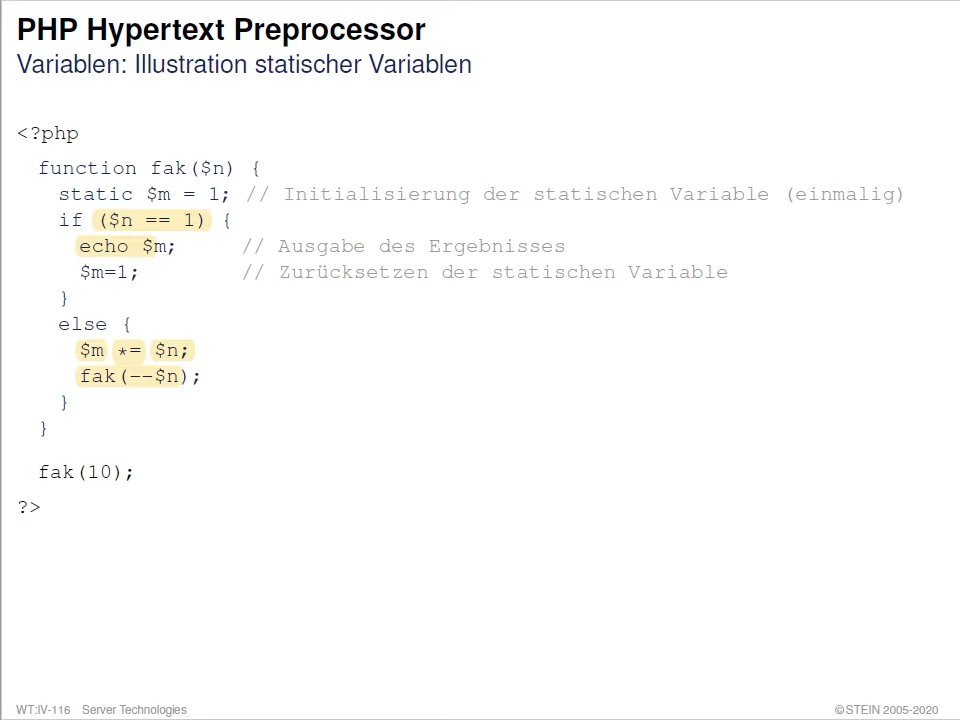 PHP Hypertext Preprocessor
Variablen: Illustration statischer Variablen
<?php
function fak($n) {
static $m = 1; // Initialisierung der statischen Variable (einmalig)
if ($n == 1) {
echo $m; // Ausgabe des Ergebnisses
$m=1; // Zurücksetzen der statischen Variable
}
else {
$m *= $n;
fak(--$n);
}
}
fak(10);
?>
WT:IV-116 Server Technologies ©STEIN 2005-2020